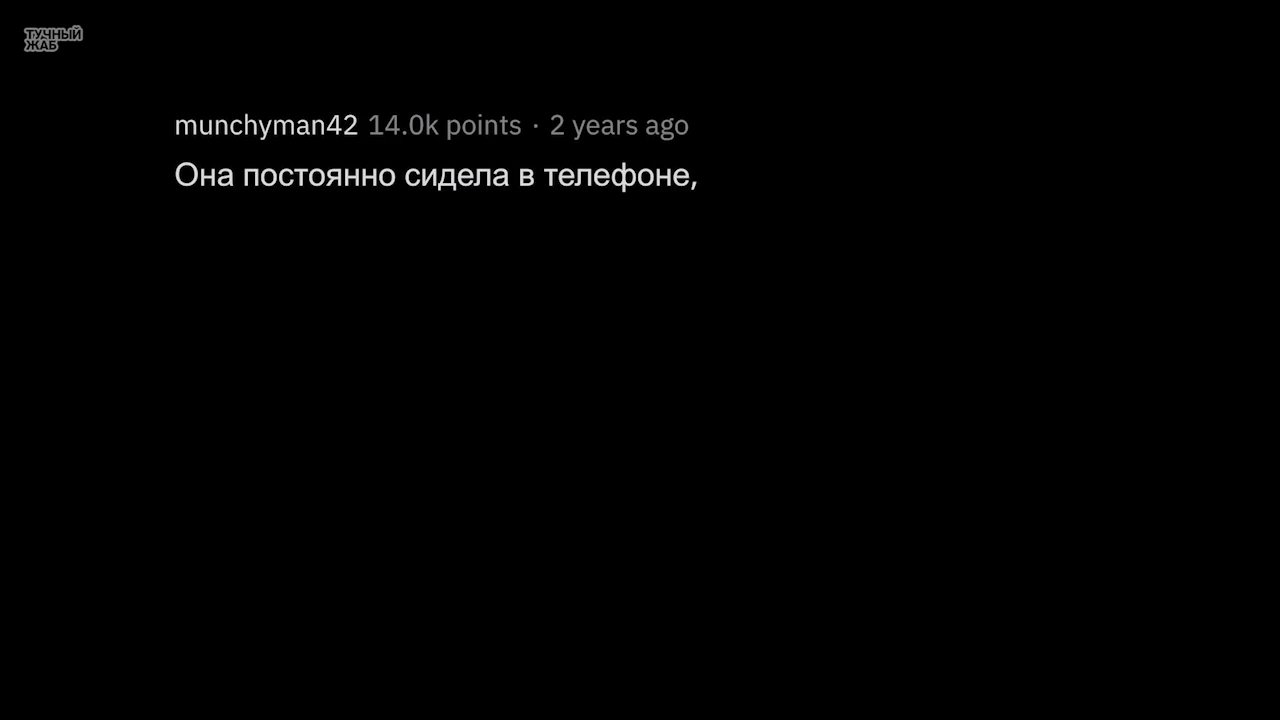 ТУЧНЫЙ
ЖАБ
munchyman42 14.0k points · 2 years ago
Она постоянно сидела в телефоне,